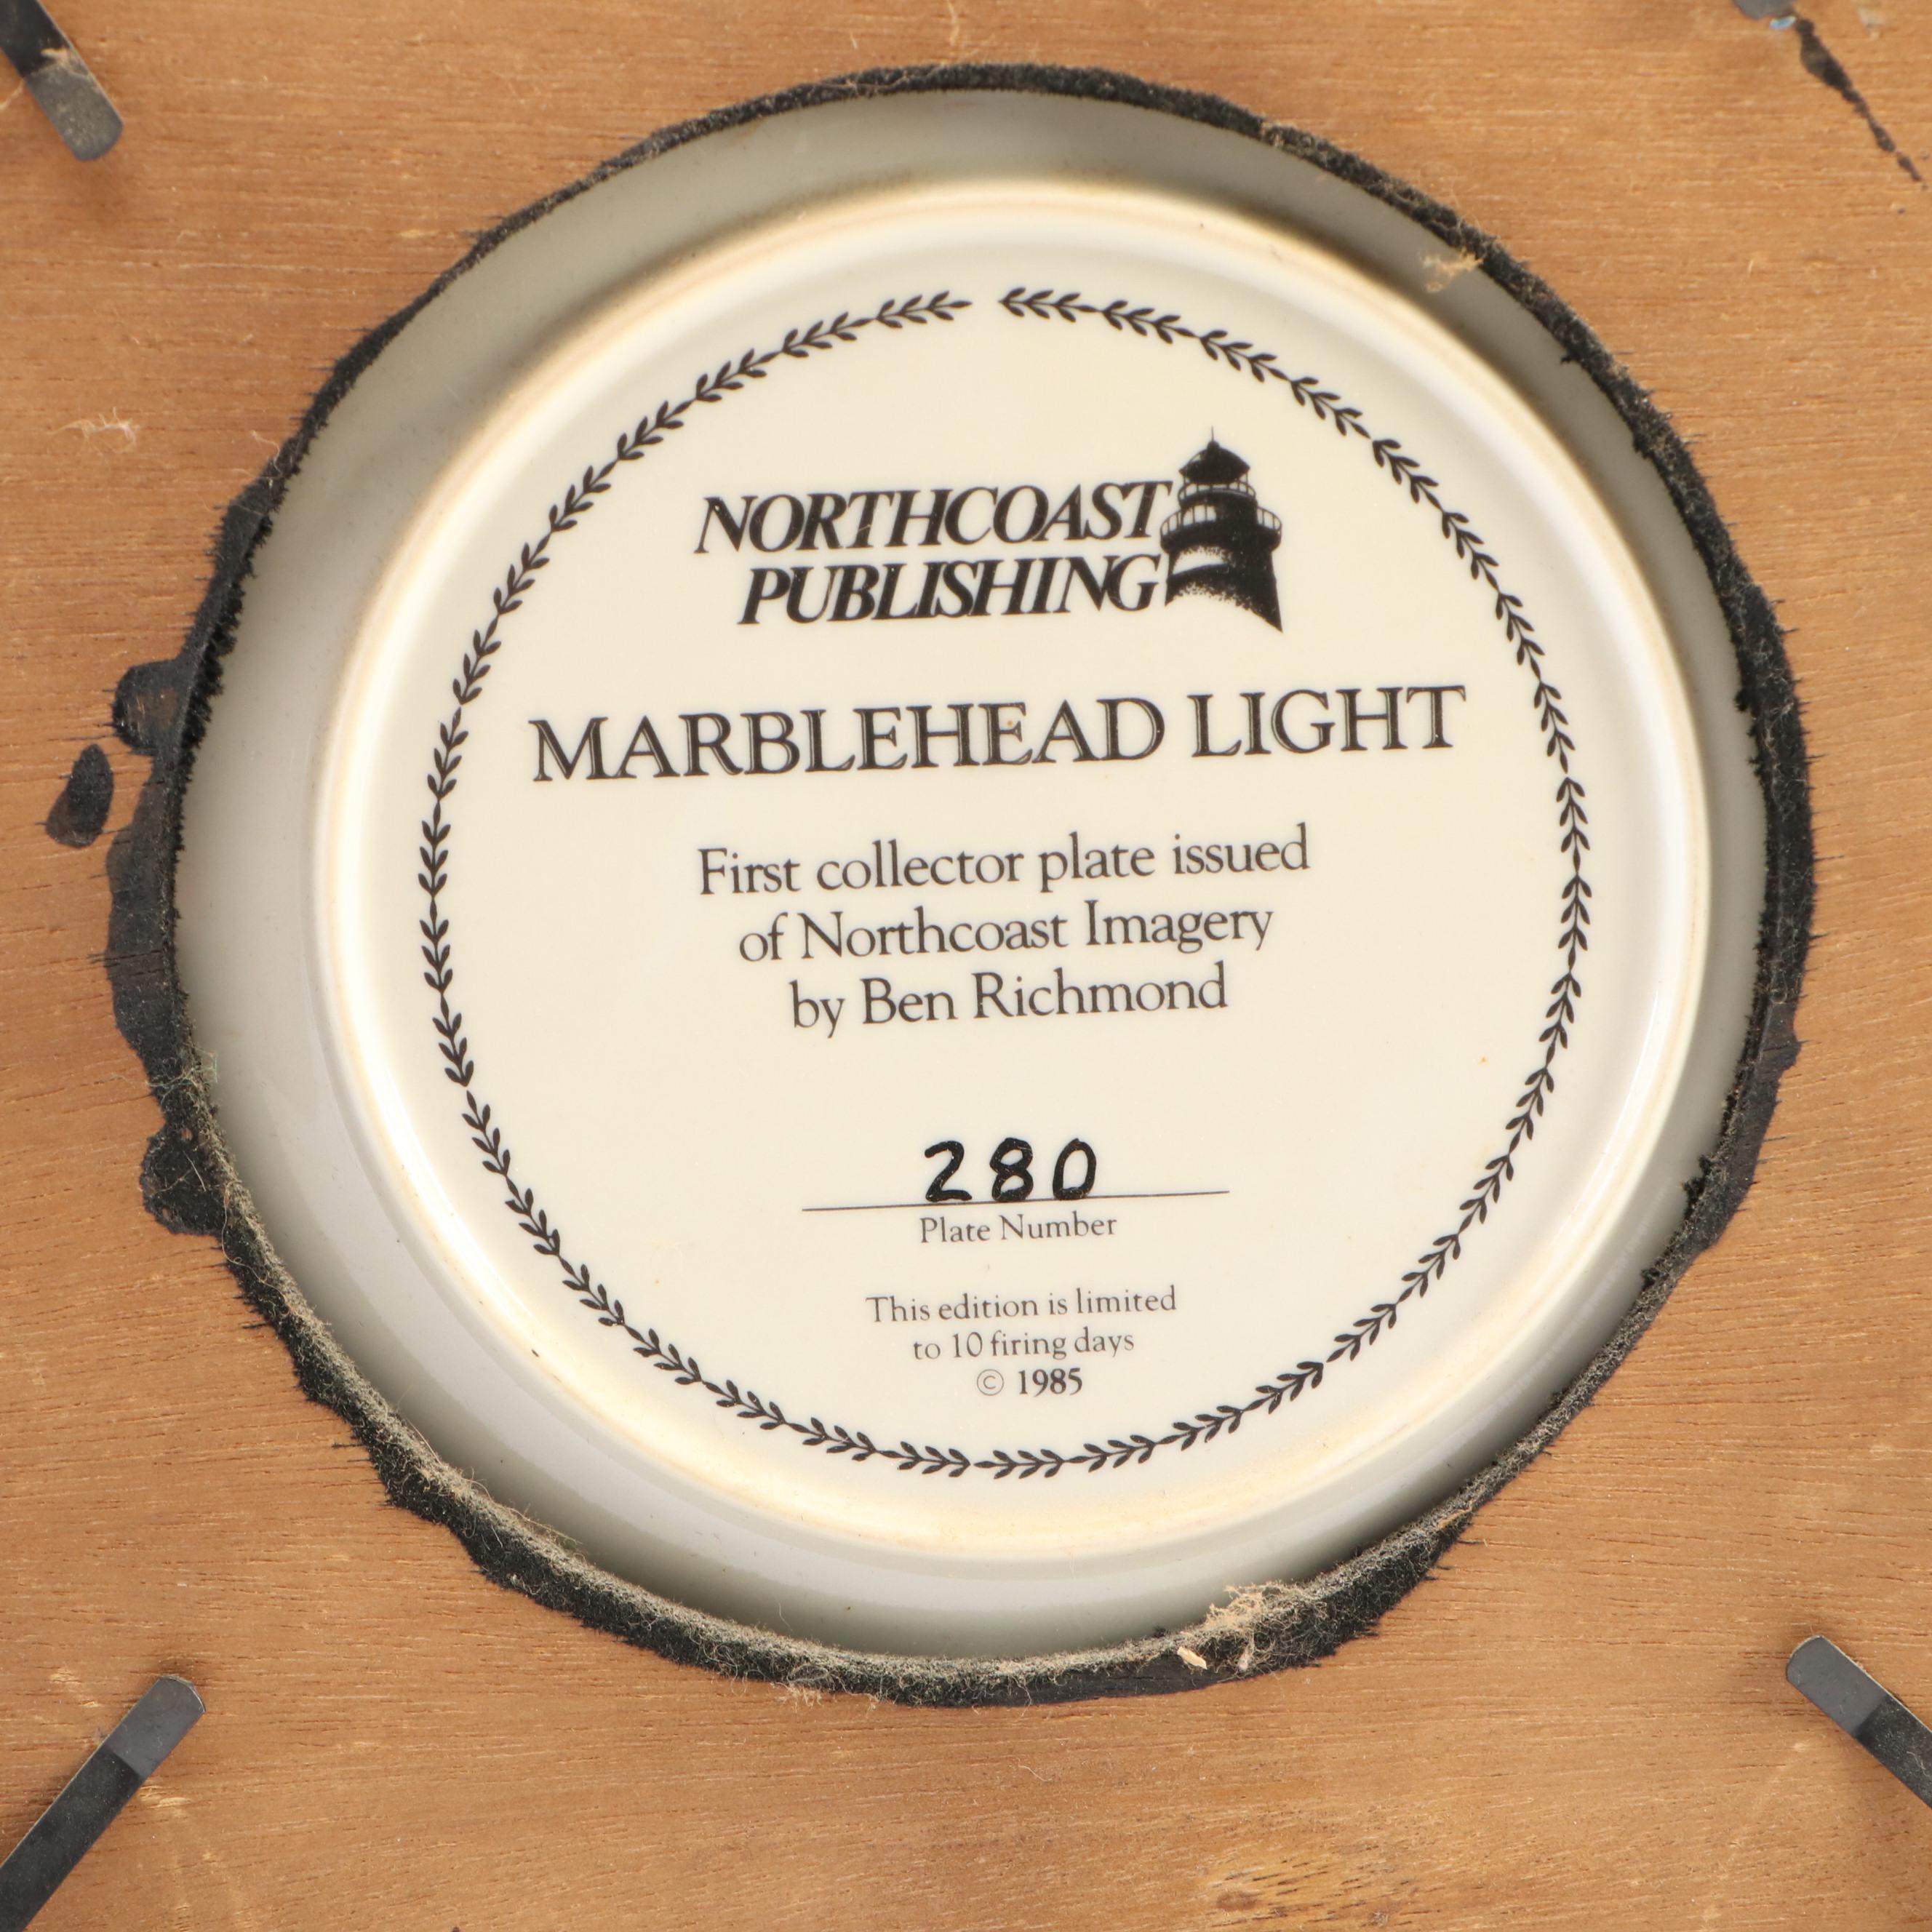 NORTHCOAST
PUBLISHING
MARBLEHEAD LIGHT
First collector plate issued
of Northcoast Imagery
by Ben Richmond
280
Plate Number
This edition is limited
to 10 firing days
© 1985